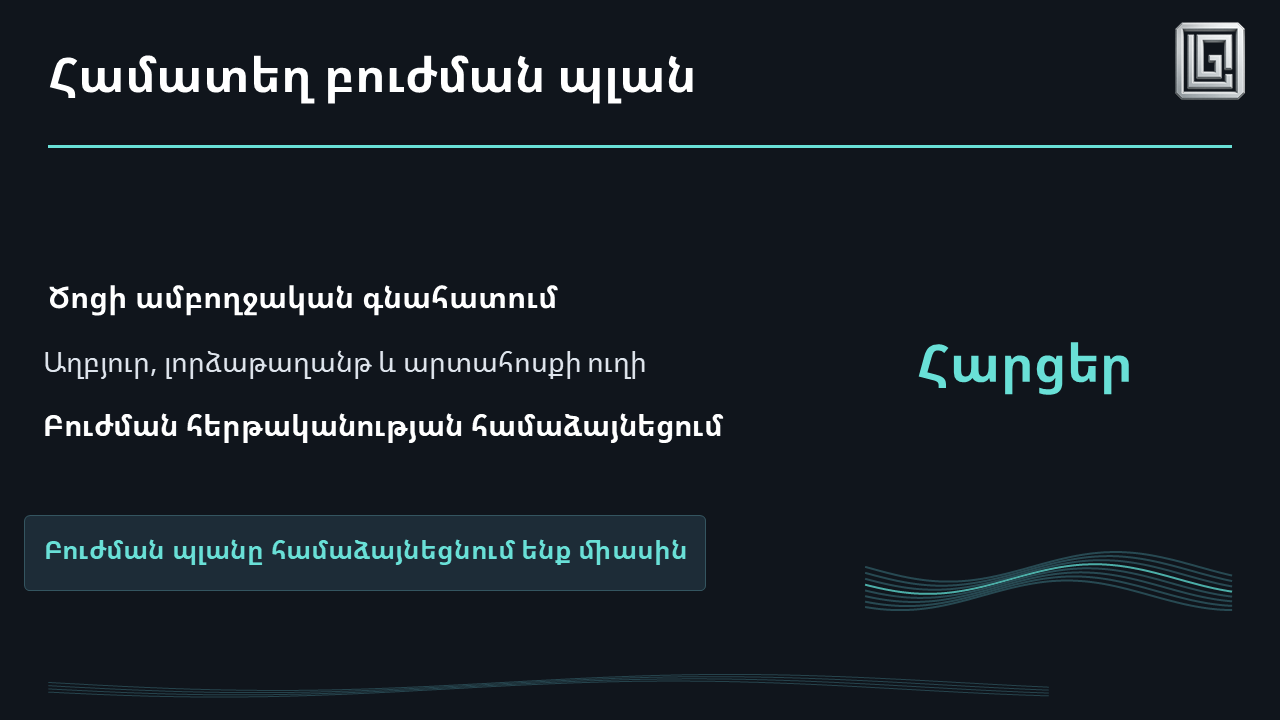 Համատեղ բուժման պլան
Ծոցի ամբողջական գնահատում
Աղբյուր, լորձաթաղանթ և արտահոսքի ուղի
Բուժման հերթականության համաձայնեցում
Հարցեր
Բուժման պլանը համաձայնեցնում ենք միասին